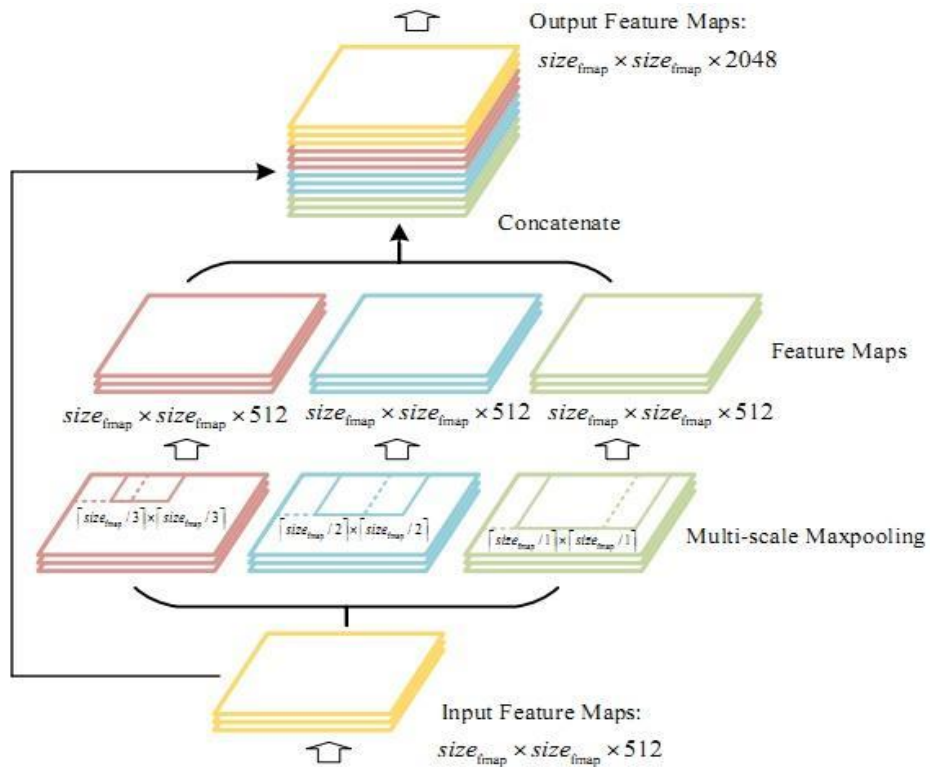 Output Feature Maps:
size_fmap × size_fmap × 2048
Concatenate
Feature Maps
size_fmap × size_fmap × 512
size_fmap × size_fmap × 512
size_fmap × size_fmap × 512
⌈size_fmap / 3⌉×⌈size_fmap / 3⌉
⌈size_fmap / 2⌉×⌈size_fmap / 2⌉
⌈size_fmap / 1⌉×⌈size_fmap / 1⌉
Multi-scale Maxpooling
Input Feature Maps:
size_fmap × size_fmap × 512